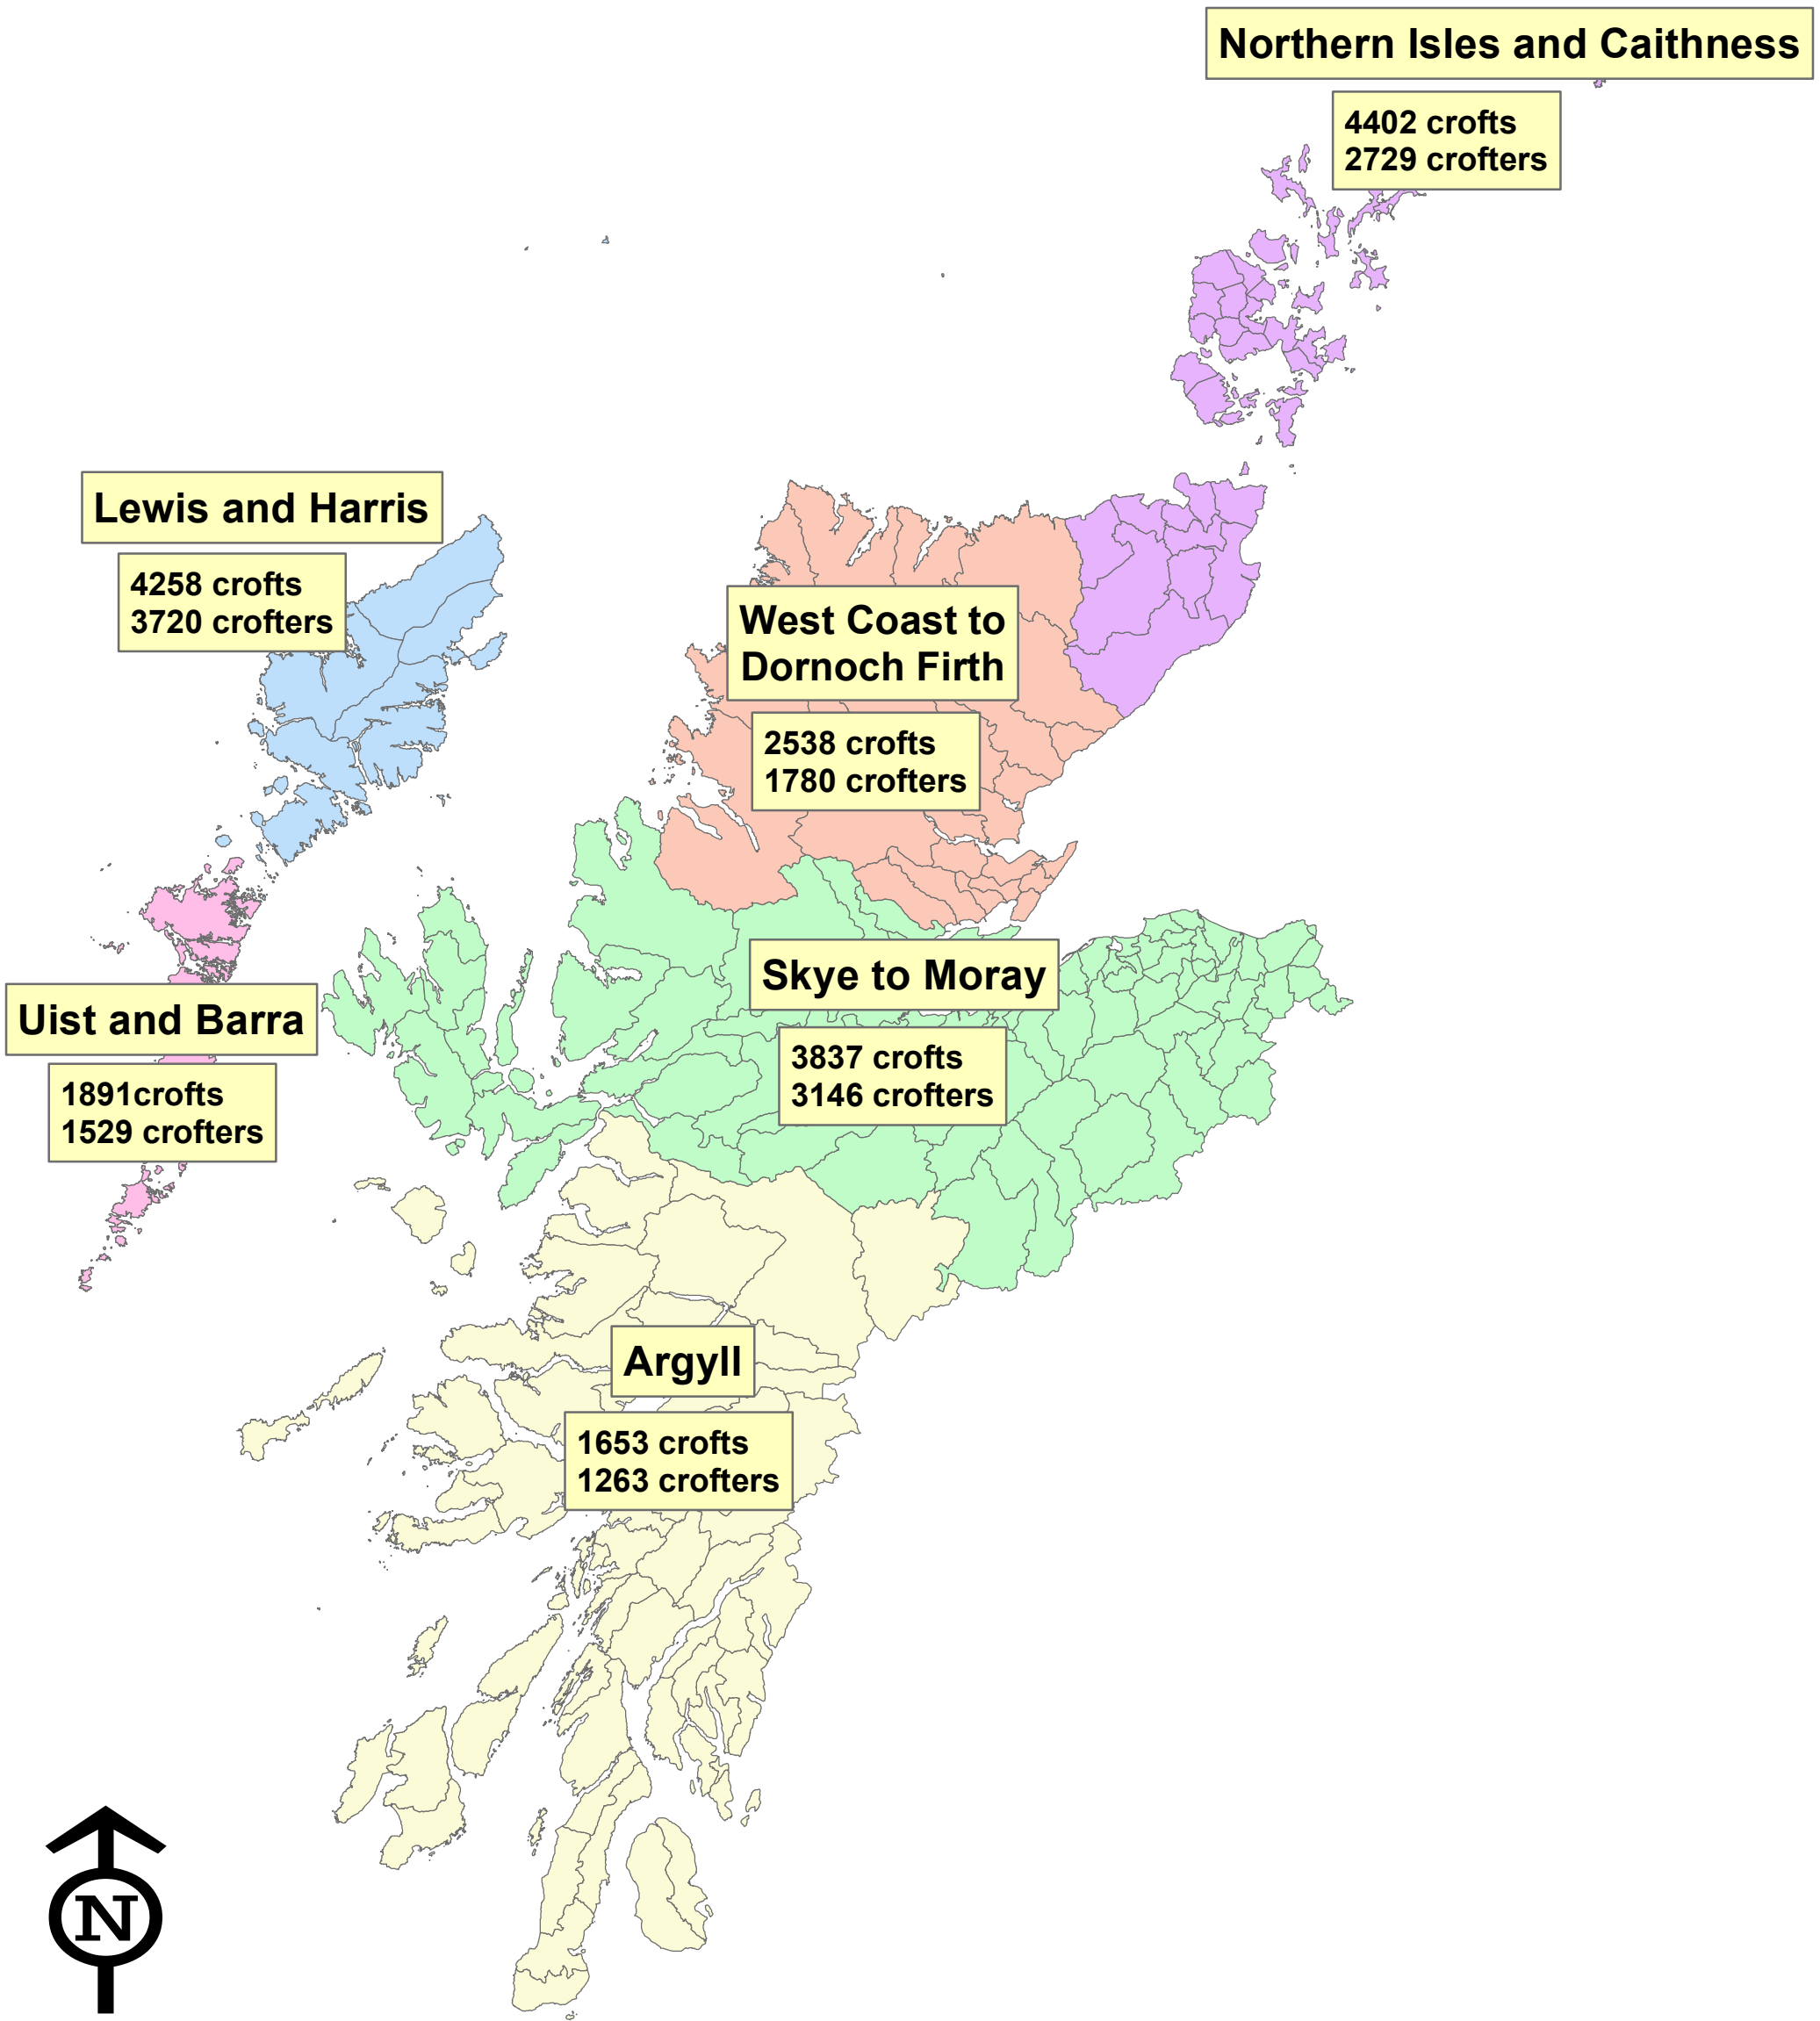 Northern Isles and Caithness
4402 crofts
2729 crofters
Lewis and Harris
4258 crofts
3720 crofters
West Coast to
Dornoch Firth
2538 crofts
1780 crofters
Skye to Moray
3837 crofts
3146 crofters
Uist and Barra
1891crofts
1529 crofters
Argyll
1653 crofts
1263 crofters
N